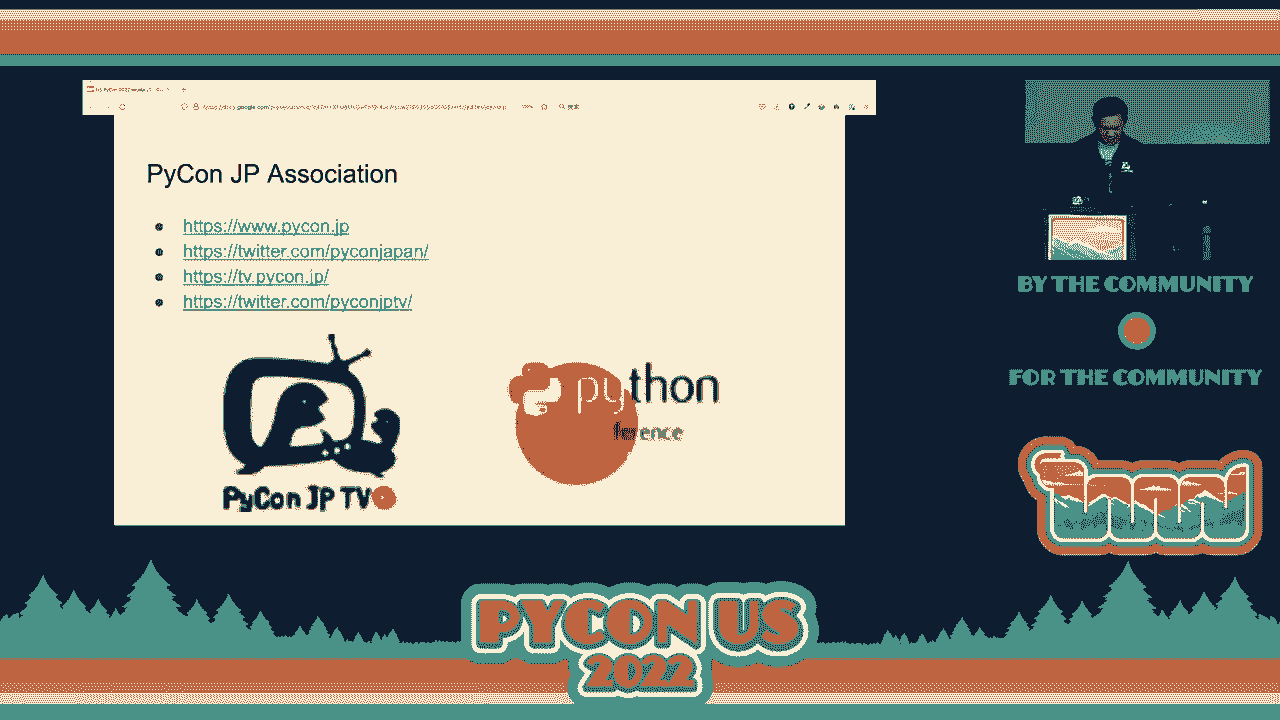 PyCon JP Association
https://www.pycon.jp
https://twitter.com/pyconjapan/
https://tv.pycon.jp/
https://twitter.com/pyconjptv/
PyCon JP TV
python
ference
BY THE COMMUNITY
FOR THE COMMUNITY
PYCON US
2022